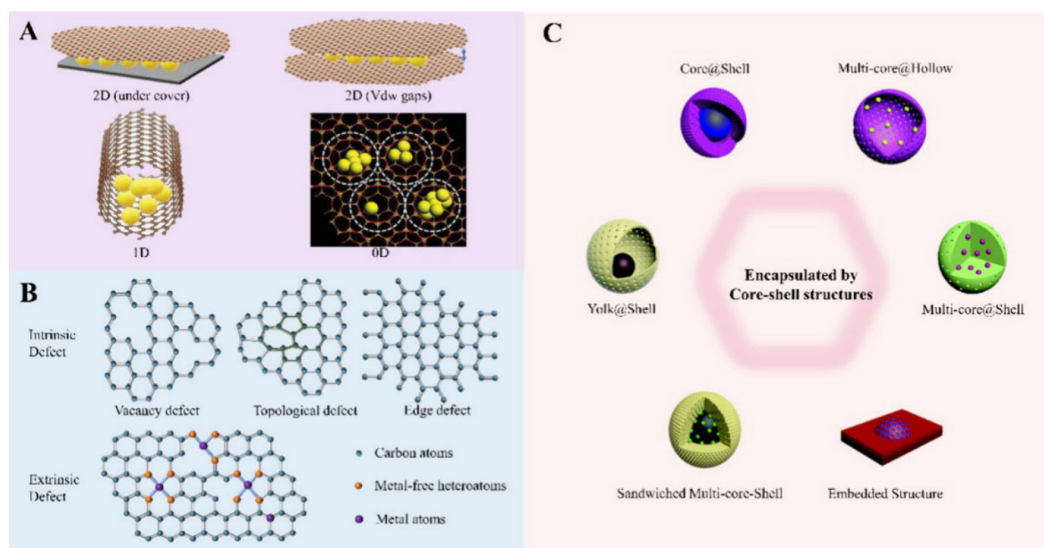 A
2D (under cover)
2D (Vdw gaps)
1D
0D
B
Intrinsic
Defect
Vacancy defect
Topological defect
Edge defect
Extrinsic
Defect
Carbon atoms
Metal-free heteroatoms
Metal atoms
C
Core@Shell
Multi-core@Hollow
Yolk@Shell
Encapsulated by
Core-shell structures
Multi-core@Shell
Sandwiched Multi-core-Shell
Embedded Structure